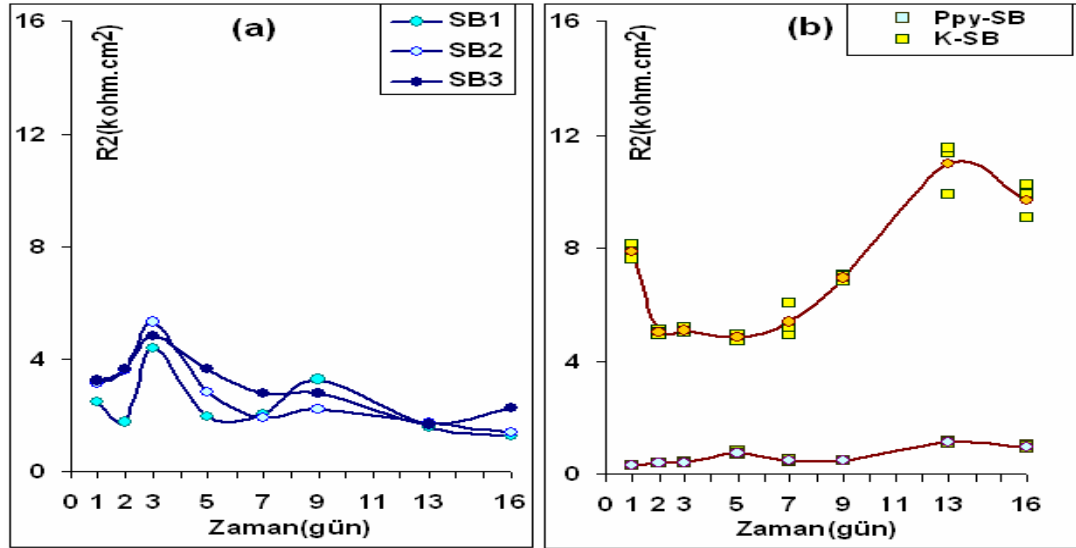 (a)
SB1
SB2
SB3
R2(kohm.cm²)
16
12
8
4
0
0 1 2 3 5 7 9 13 16
Zaman(gün)
(b)
Ppy-SB
K-SB
R2(kohm.cm²)
16
12
8
4
0
0 1 2 3 5 7 9 13 16
Zaman(gün)